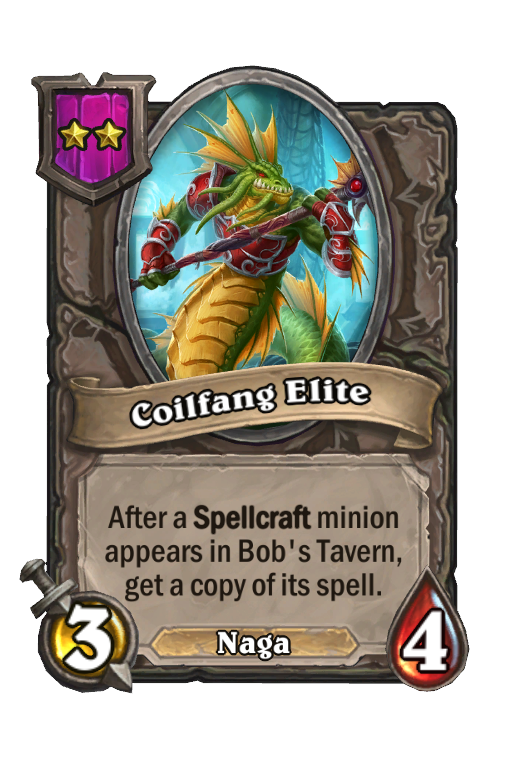 Coilfang Elite
After a Spellcraft minion
appears in Bob's Tavern,
get a copy of its spell.
3
Naga
4